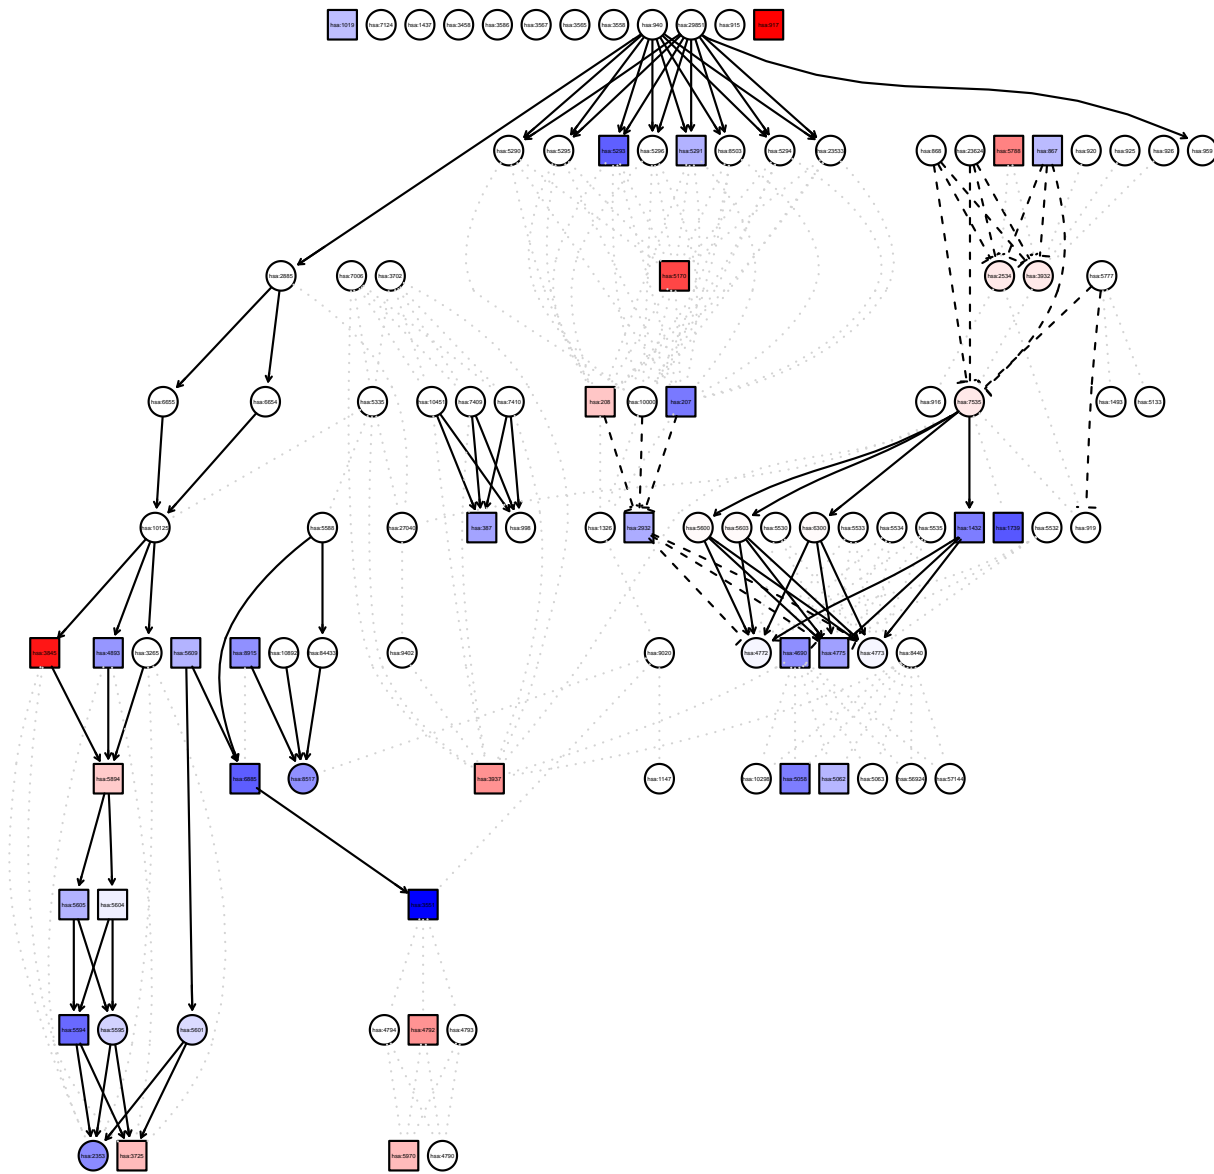 hsa:1019 hsa:7124 hsa:1437 hsa:3458 hsa:3586 hsa:3567 hsa:3565 hsa:3558 hsa:940 hsa:29851 hsa:915
hsa:5290 hsa:5295 hsa:5293 hsa:5296 hsa:5291 hsa:8503 hsa:5294 hsa:23533 hsa:868 hsa:23624 hsa:5788 hsa:867 hsa:920 hsa:925 hsa:926 hsa:959
hsa:2885 hsa:7006 hsa:3702 hsa:5170 hsa:2534 hsa:3932 hsa:5777
hsa:6655 hsa:6654 hsa:5335 hsa:10451 hsa:7409 hsa:7410 hsa:208 hsa:10000 hsa:207 hsa:916 hsa:7535 hsa:1493 hsa:5133
hsa:10125 hsa:5588 hsa:27040 hsa:387 hsa:998 hsa:1326 hsa:2932 hsa:5600 hsa:5603 hsa:5530 hsa:6300 hsa:5533 hsa:5534 hsa:5535 hsa:1432 hsa:1739 hsa:5532 hsa:919
hsa:3845 hsa:4893 hsa:3265 hsa:5609 hsa:8915 hsa:10892 hsa:84433 hsa:9402 hsa:9020 hsa:4772 hsa:4690 hsa:4775 hsa:4773 hsa:8440
hsa:5894 hsa:6885 hsa:8517 hsa:3937 hsa:1147 hsa:10298 hsa:5058 hsa:5062 hsa:5063 hsa:56924 hsa:57144
hsa:5605 hsa:5604
hsa:5594 hsa:5595 hsa:5601 hsa:4794 hsa:4792 hsa:4793
hsa:2353 hsa:3725 hsa:5970 hsa:4790